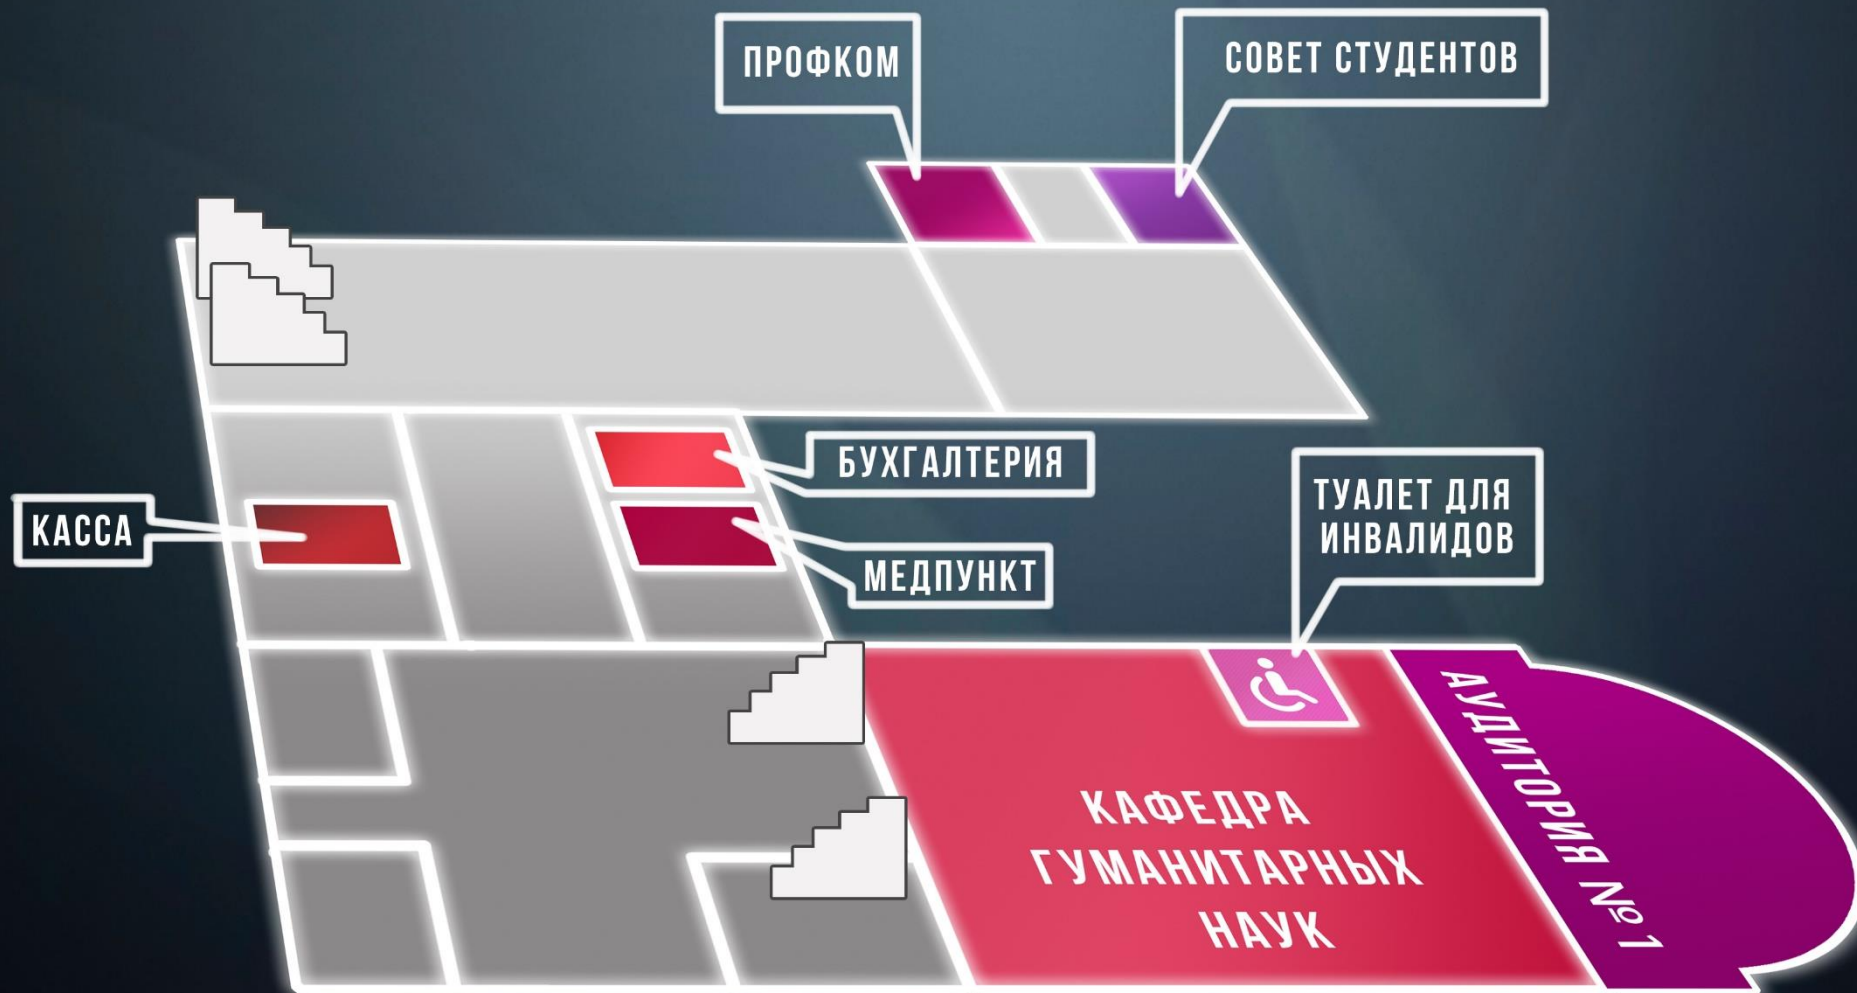 ПРОФКОМ
СОВЕТ СТУДЕНТОВ
БУХГАЛТЕРИЯ
КАССА
МЕДПУНКТ
ТУАЛЕТ ДЛЯ
ИНВАЛИДОВ
КАФЕДРА
ГУМАНИТАРНЫХ
НАУК
АУДИТОРИЯ №1